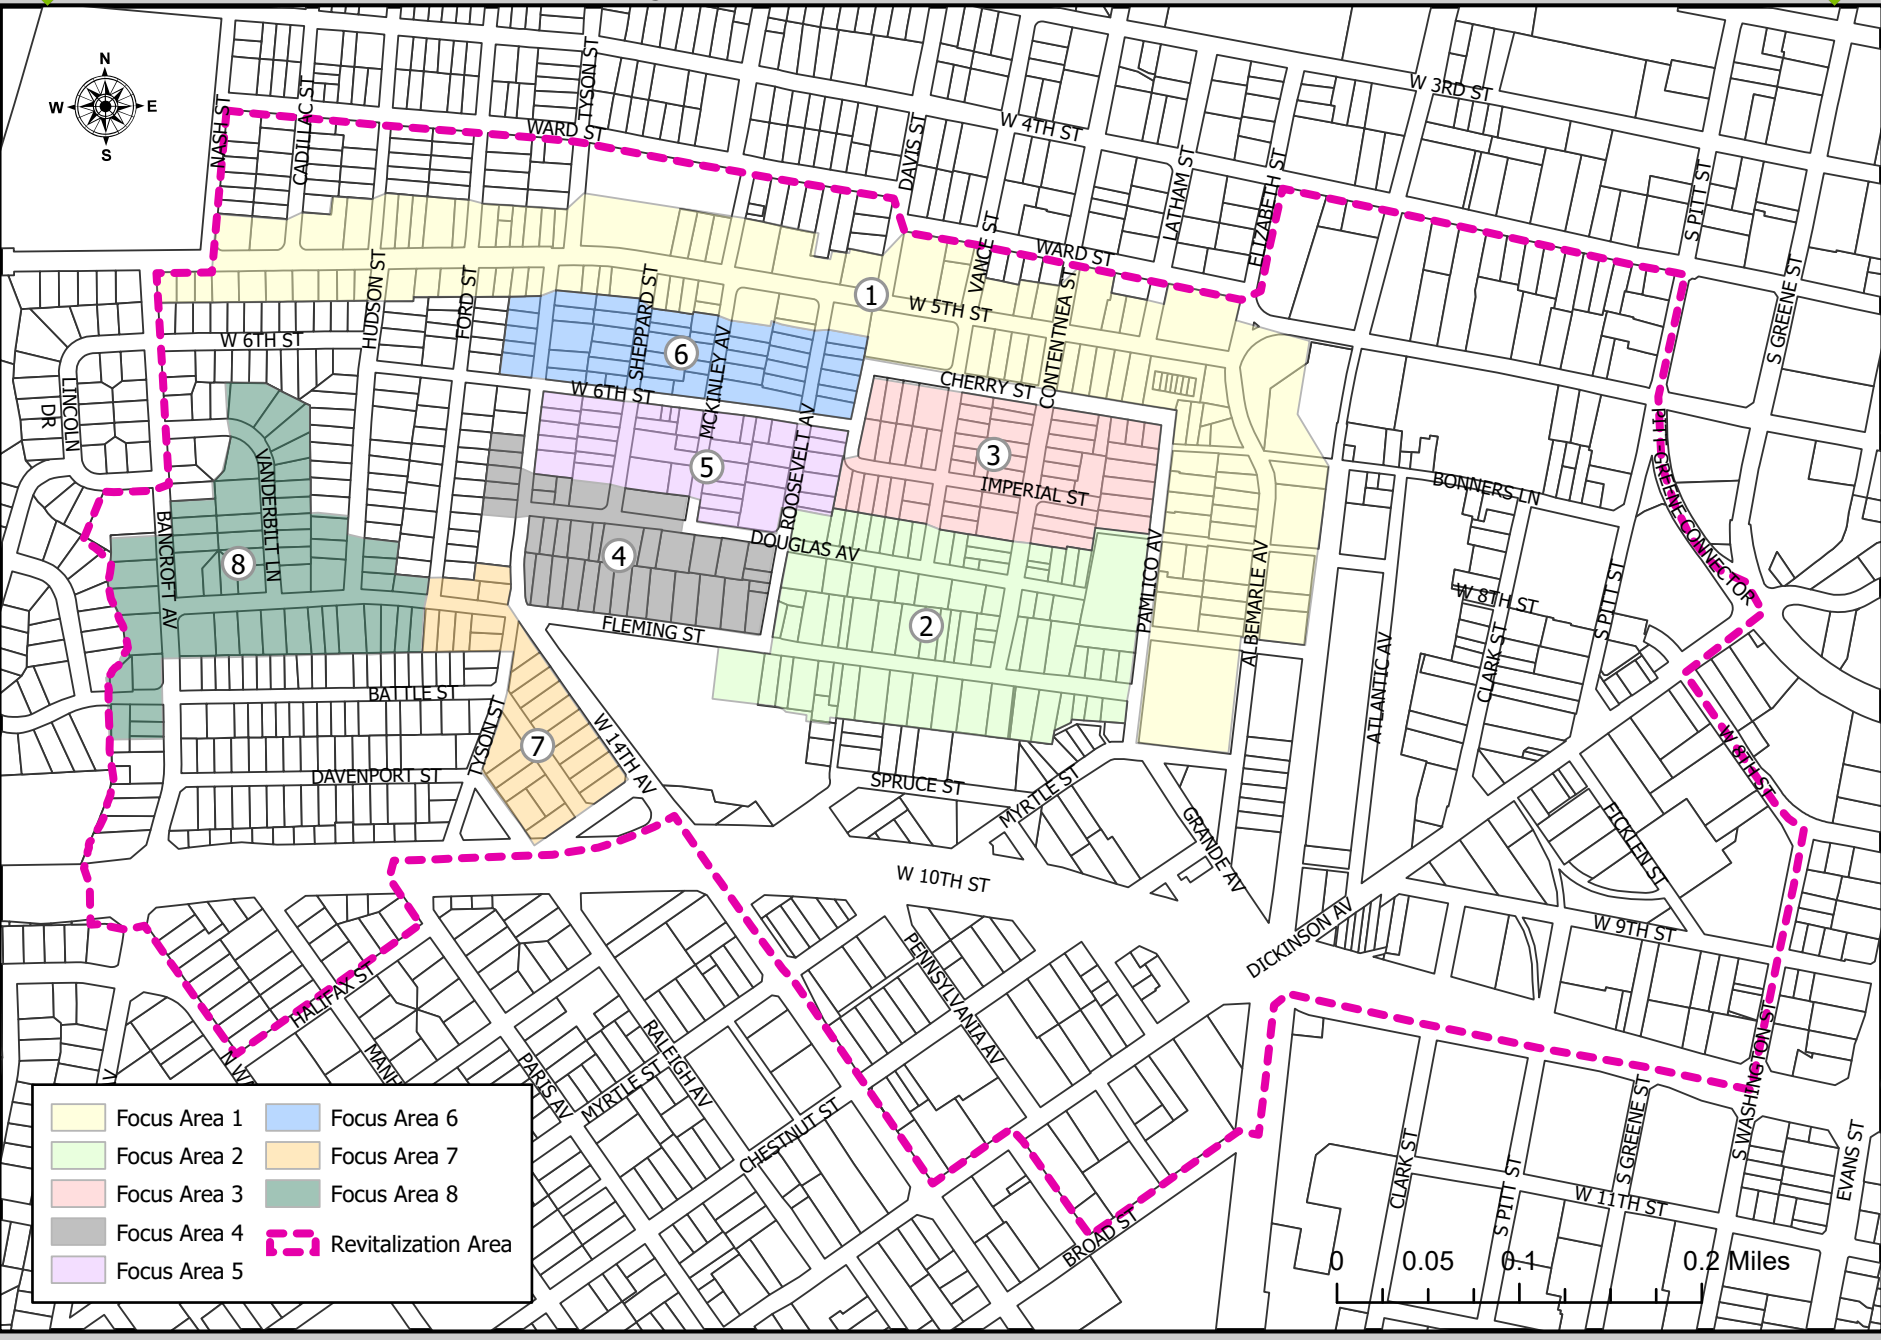 N
W
E
S
NASH ST
CADILLAC ST
TYSON ST
WARD ST
DAVIS ST
W 4TH ST
W 3RD ST
LATHAM ST
ELIZABETH ST
S PITT ST
S GREENE ST
VANCE ST
WARD ST
CONTENTNEA ST
HUDSON ST
FORD ST
SHEPPARD ST
MCKINLEY AV
1
W 5TH ST
W 6TH ST
6
W 6TH ST
CHERRY ST
LINCOLN
DR
ROOSEVELT AV
5
3
IMPERIAL ST
BONNERS LN
PITT GREENE CONNECTOR
VANDERBILT LN
BANCROFT AV
8
4
DOUGLAS AV
PAMLICO AV
ALBEMARLE AV
W 8TH ST
S PITT ST
FLEMING ST
2
ATLANTIC AV
CLARK ST
BATTLE ST
TYSON ST
7
W 14TH AV
DAVENPORT ST
SPRUCE ST
MYRTLE ST
GRANDE AV
W 8TH ST
FICKLEN ST
W 10TH ST
DICKINSON AV
W 9TH ST
PENNSYLVANIA AV
HALIFAX ST
N W
MANH
PARIS AV
MYRTLE ST
RALEIGH AV
CHESTNUT ST
BROAD ST
CLARK ST
S PITT ST
S GREENE ST
W 11TH ST
S WASHINGTON ST
EVANS ST
V
Focus Area 1
Focus Area 2
Focus Area 3
Focus Area 4
Focus Area 5
Focus Area 6
Focus Area 7
Focus Area 8
Revitalization Area
0 0.05 0.1 0.2 Miles